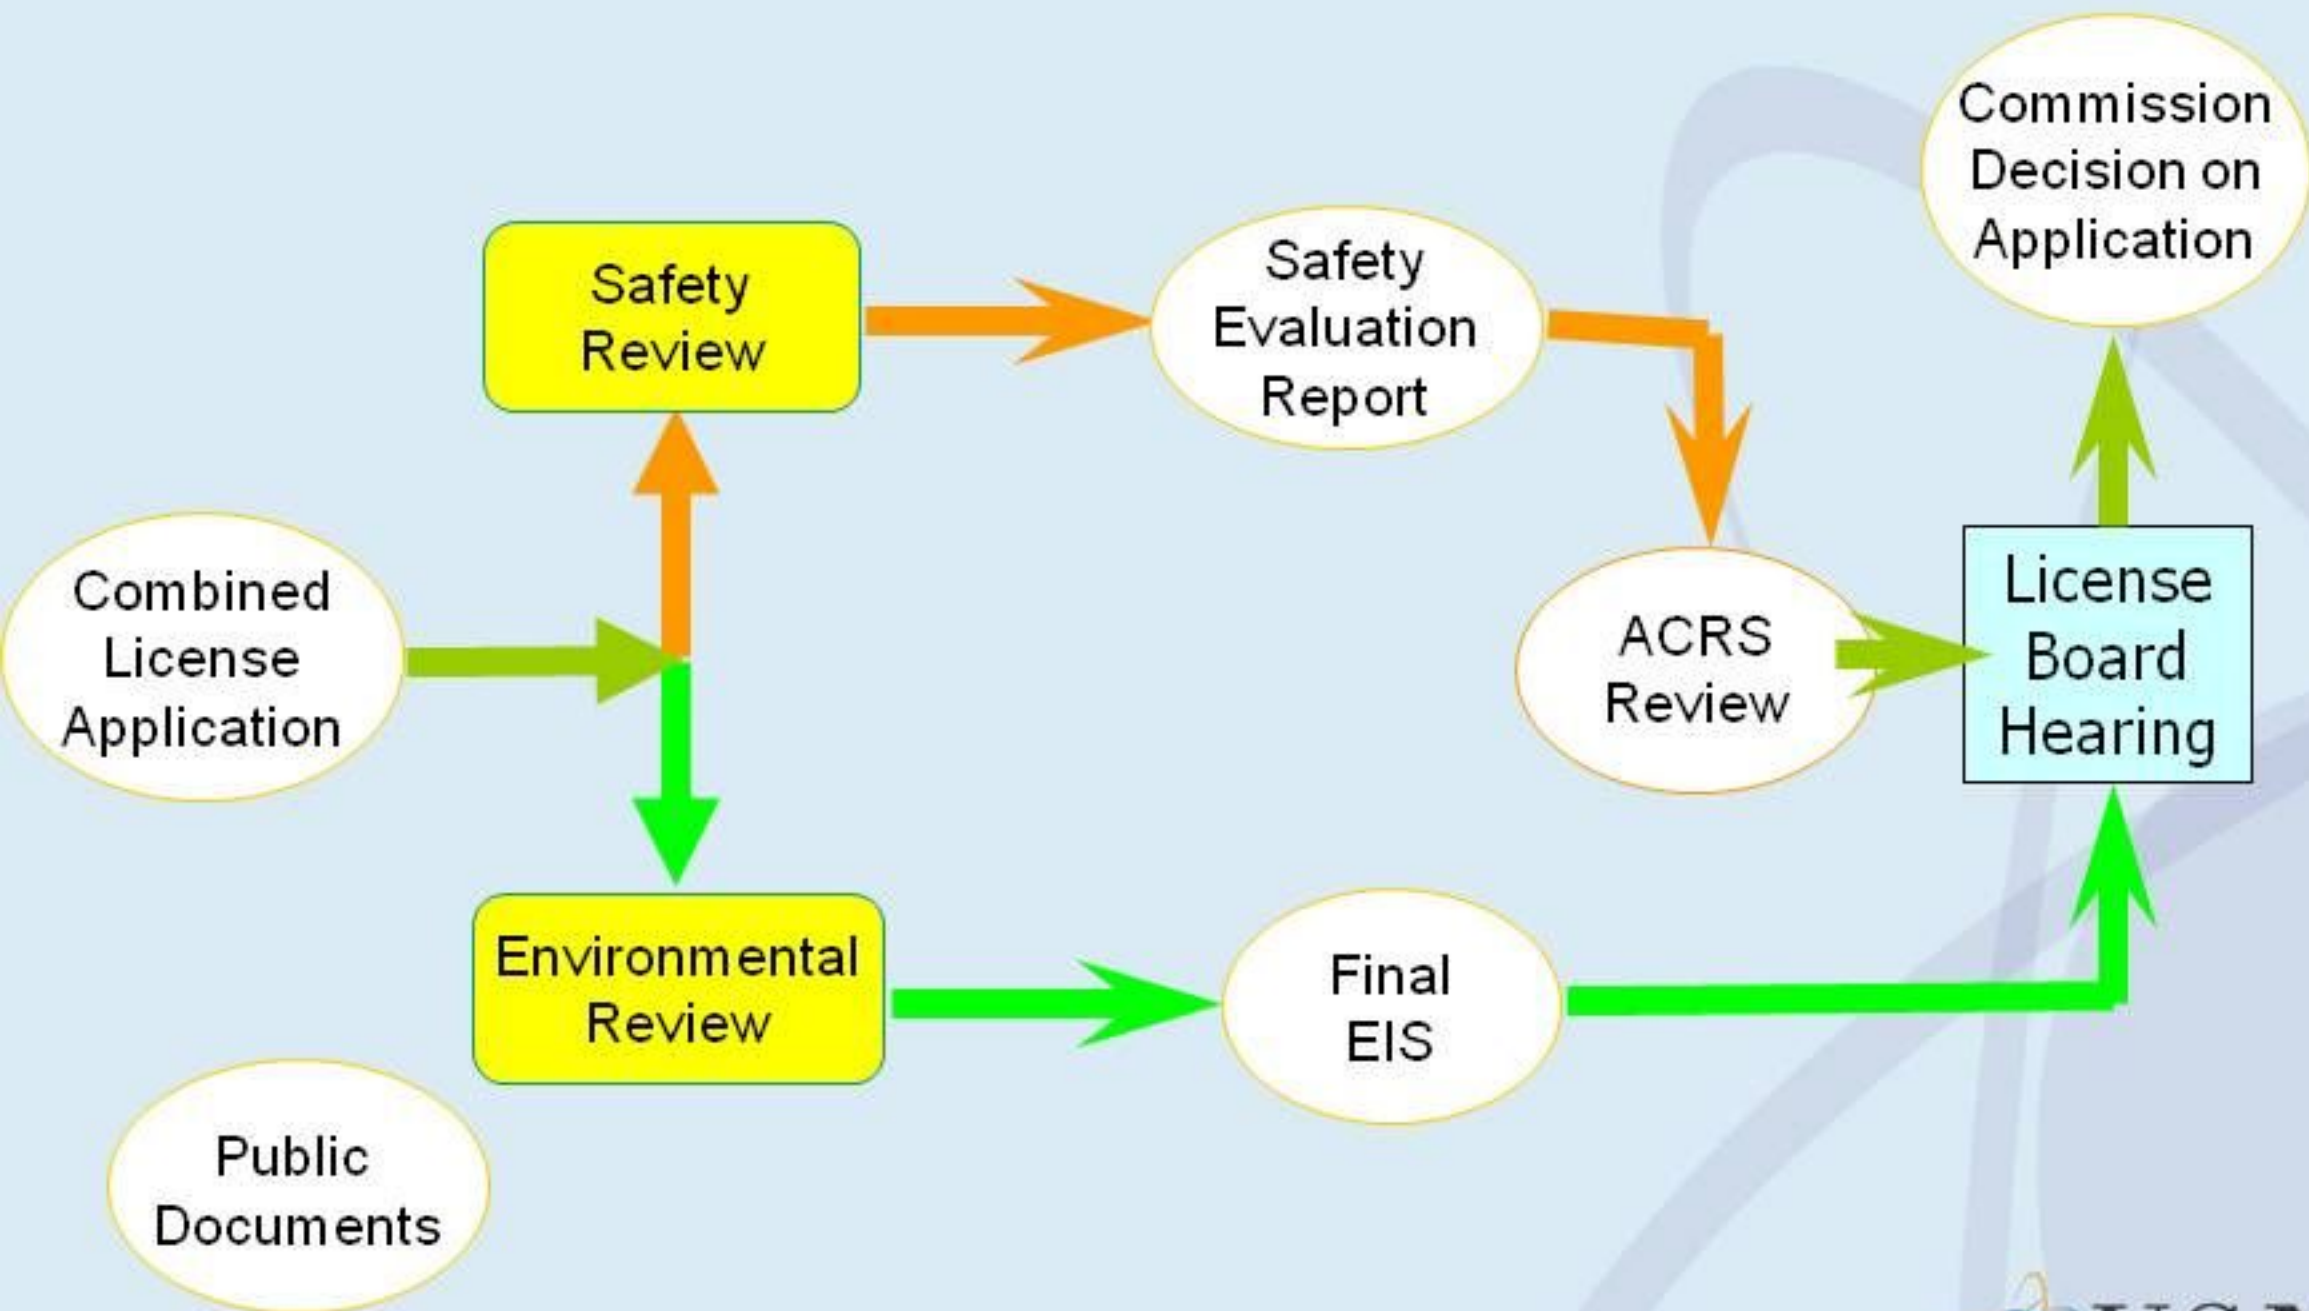 Commission
Decision on
Application
Safety
Review
Safety
Evaluation
Report
Combined
License
Application
ACRS
Review
License
Board
Hearing
Environmental
Review
Final
EIS
Public
Documents